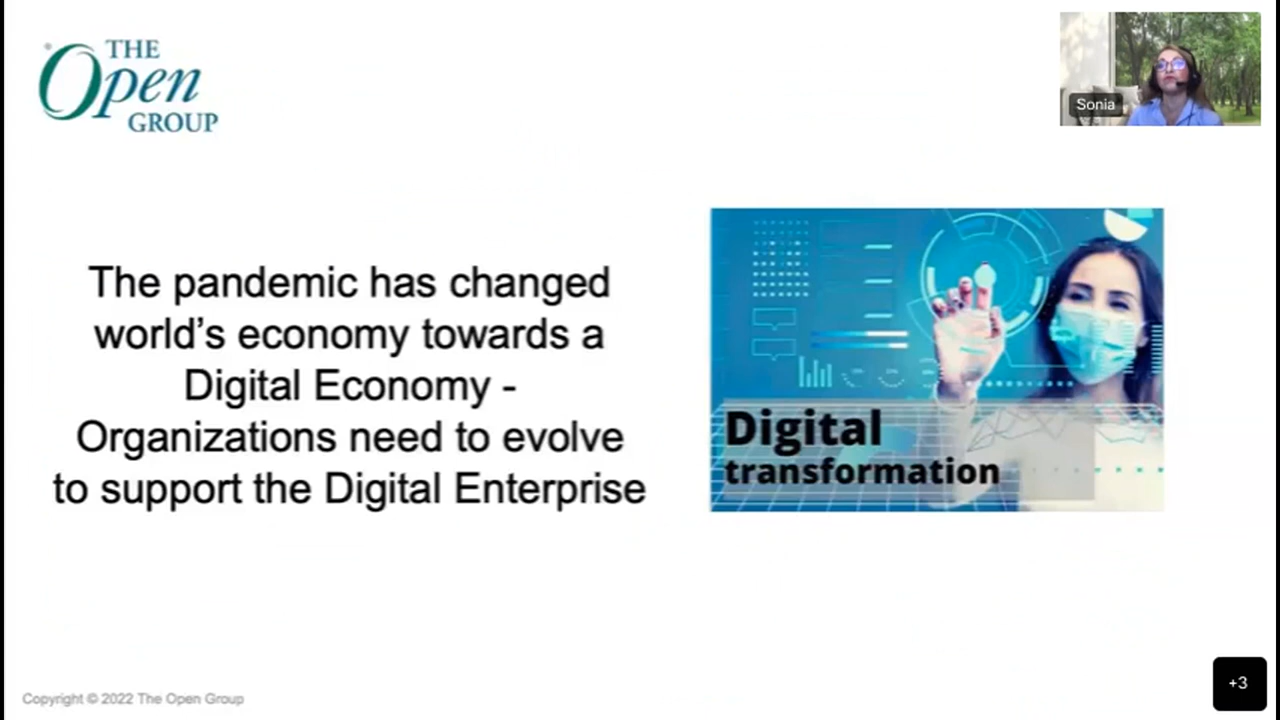 THE
Open
GROUP
Sonia
The pandemic has changed
world’s economy towards a
Digital Economy -
Organizations need to evolve
to support the Digital Enterprise
Digital
transformation
Copyright © 2022 The Open Group
+3